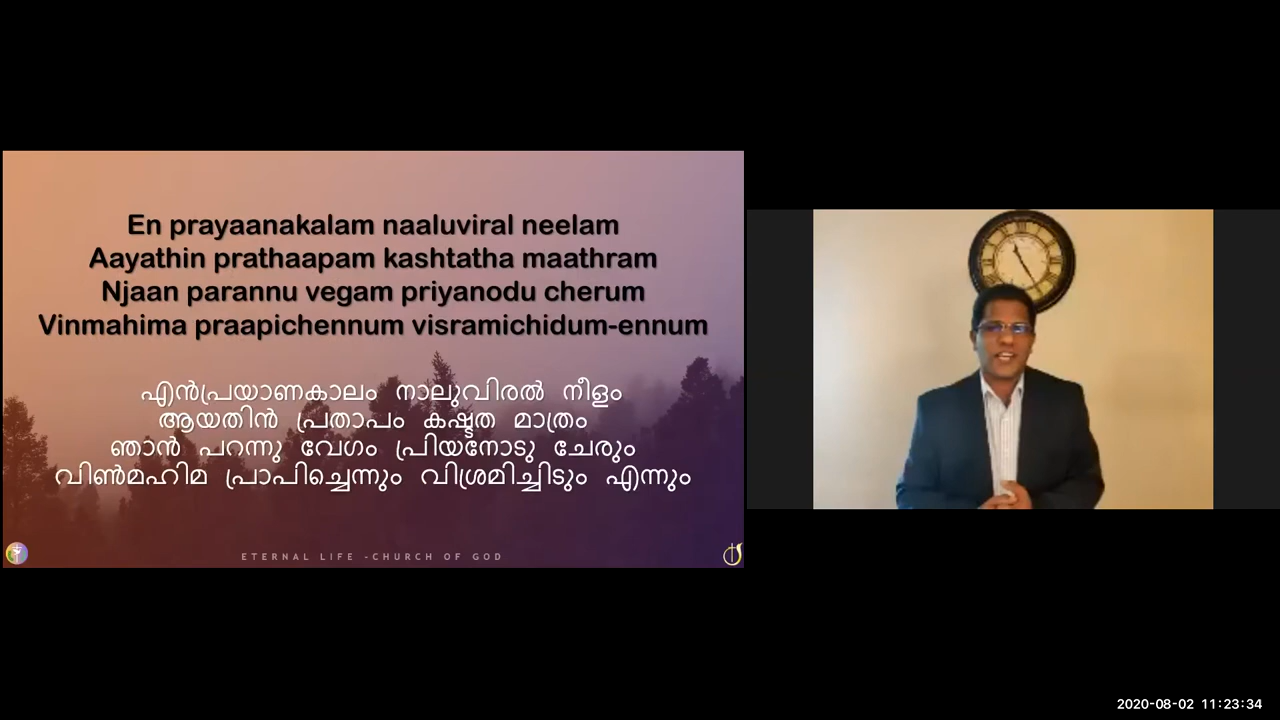 En prayaanakalam naaluviral neelam
Aayathin prathaapam kashtatha maathram
Njaan parannu vegam priyanodu cherum
Vinmahima praapichennum visramichidum-ennum
എൻപ്രയാണകാലം നാലുവിരൽ നീളം
ആയതിൻ പ്രതാപം കഷ്ടത മാത്രം
ഞാൻ പറന്നു വേഗം പ്രിയനോടു ചേരും
വിൺമഹിമ പ്രാപിച്ചെന്നും വിശ്രമിച്ചിടും എന്നും
ETERNAL LIFE -CHURCH OF GOD
2020-08-02 11:23:34